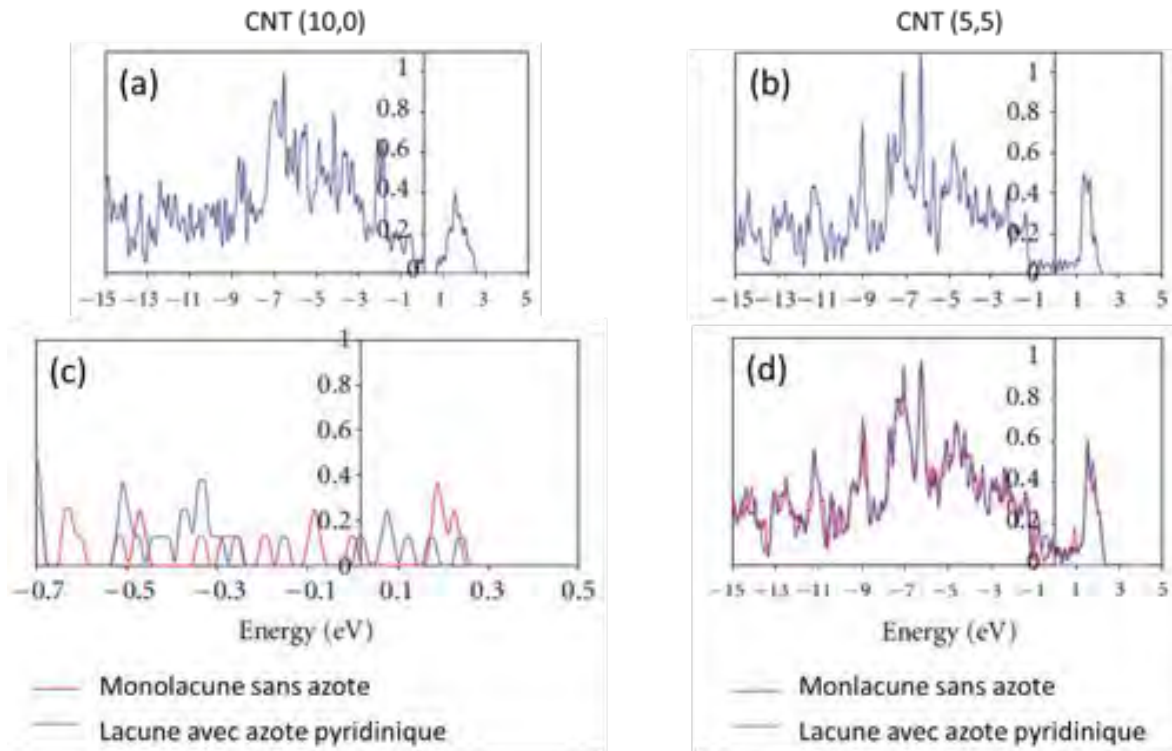 CNT (10,0)
CNT (5,5)
(a)
1
0.8
0.6
0.4
0.2
0
−15 −13 −11 −9 −7 −5 −3 −1 1 3 5
(b)
1
0.8
0.6
0.4
0.2
0
−15 −13 −11 −9 −7 −5 −3 −1 1 3 5
(c)
1
0.8
0.6
0.4
0.2
0
−0.7 −0.5 −0.3 −0.1 0.1 0.3 0.5
Energy (eV)
Monolacune sans azote
Lacune avec azote pyridinique
(d)
1
0.8
0.6
0.4
0.2
0
−15 −13 −11 −9 −7 −5 −3 −1 1 3 5
Energy (eV)
Monlacune sans azote
Lacune avec azote pyridinique